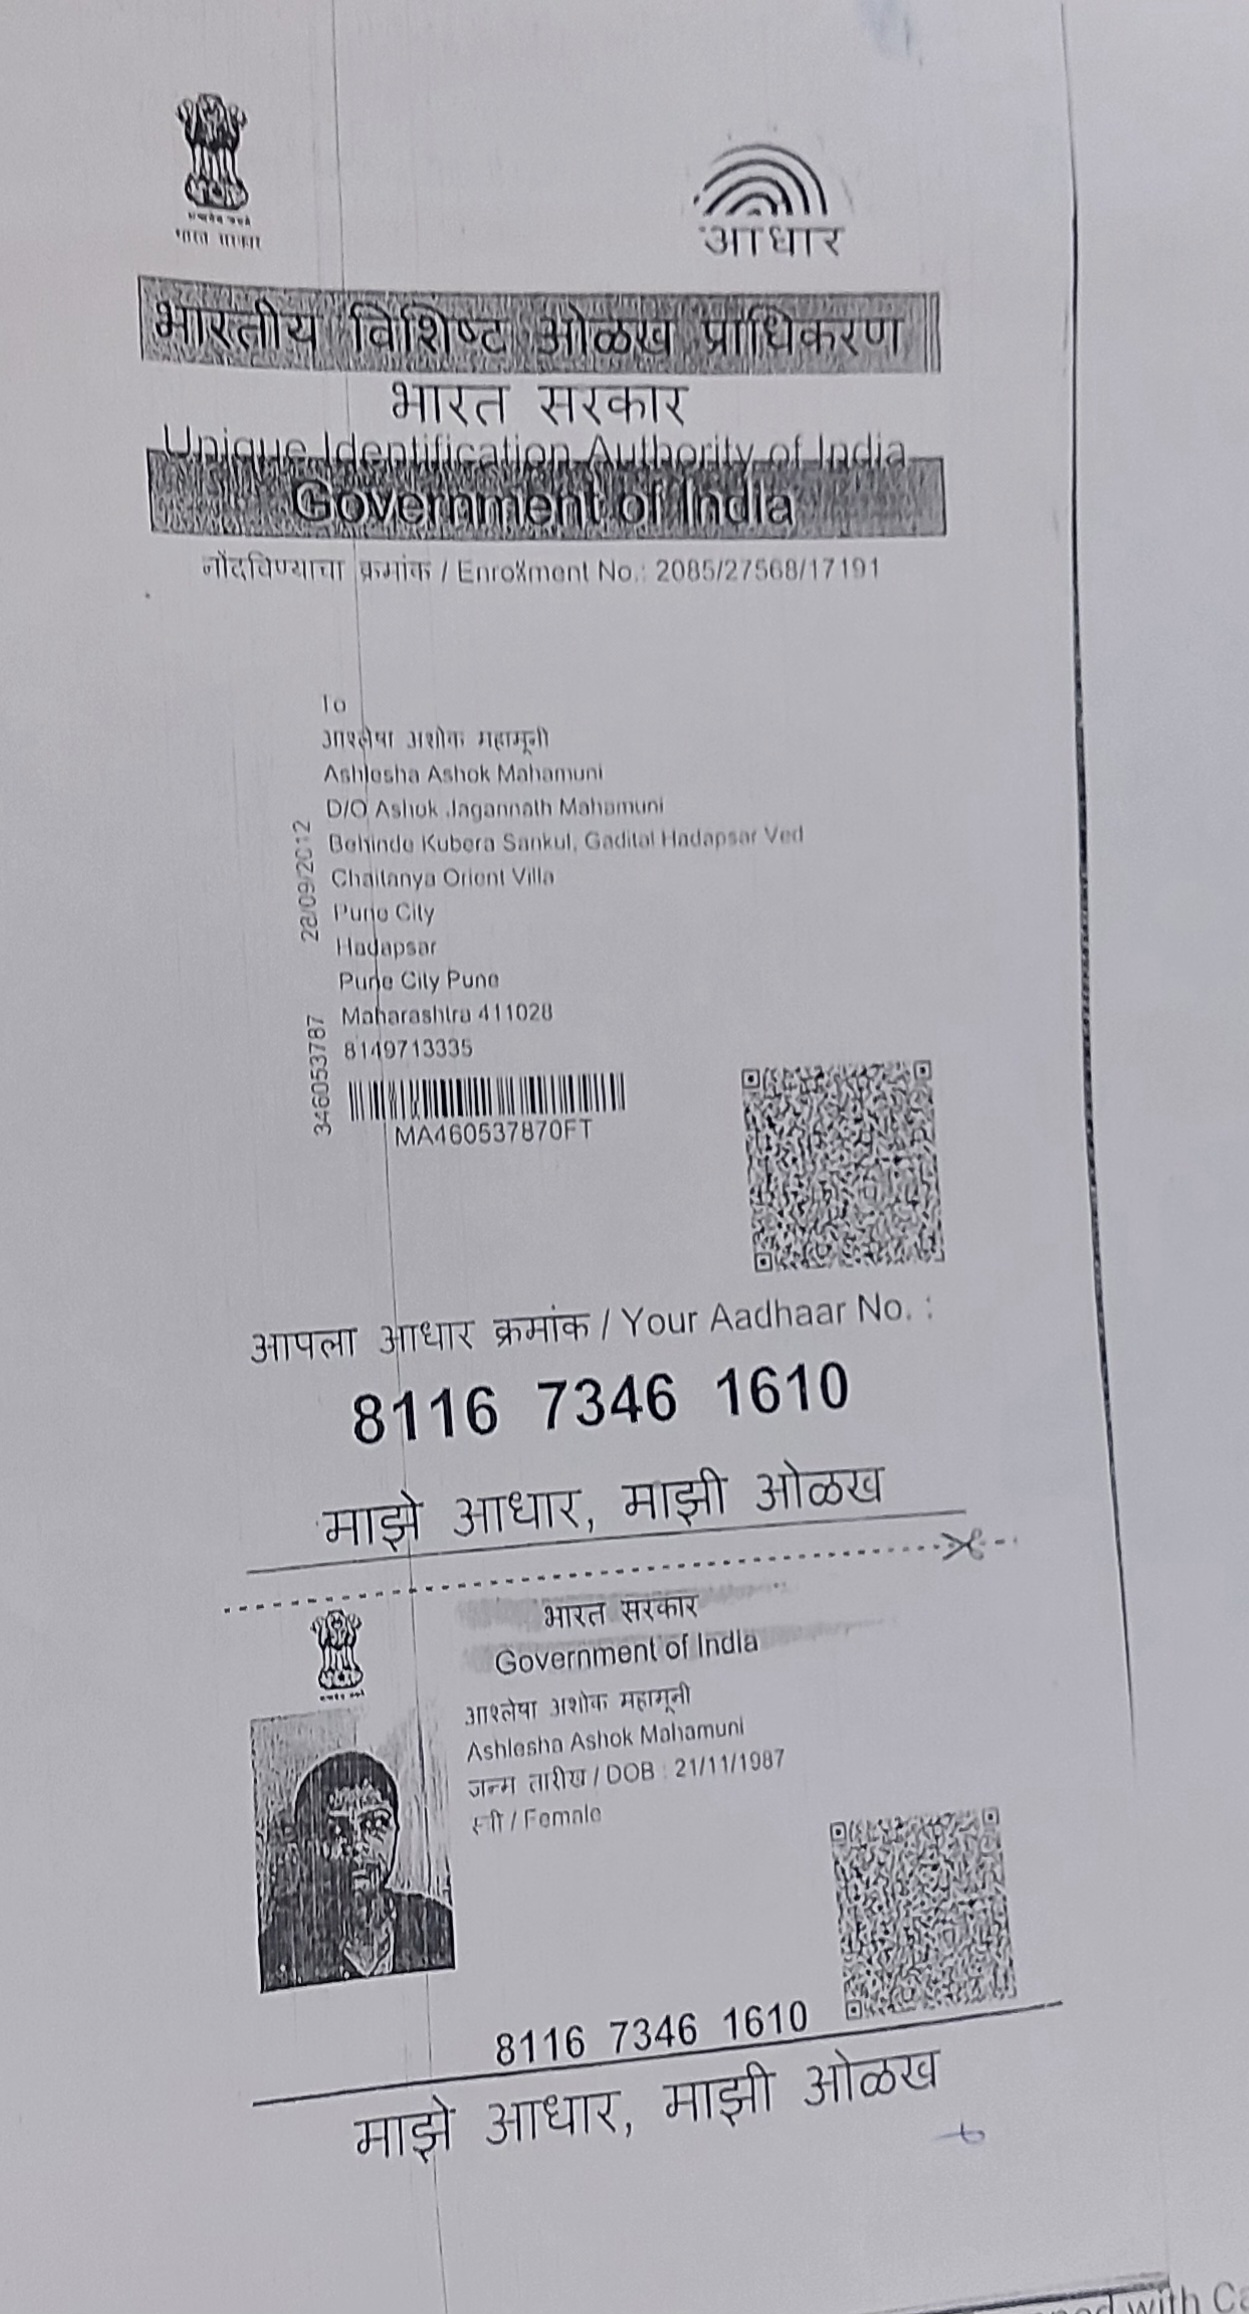 भारत सरकार
आधार
भारतीय विशिष्ट ओळख प्राधिकरण
भारत सरकार
Unique Identification Authority of India
Government of India
नोंदविण्याचा क्रमांक / Enrollment No.: 2085/27568/17191
To
आश्लेषा अशोक महामूनी
Ashlesha Ashok Mahamuni
D/O Ashok Jagannath Mahamuni
Behinde Kubera Sankul, Gadital Hadapsar Ved
Chaitanya Orient Villa
Pune City
Hadapsar
Pune City Pune
Maharashtra 411028
8149713335
28/09/2012
346053787
MA460537870FT
आपला आधार क्रमांक / Your Aadhaar No. :
8116 7346 1610
माझे आधार, माझी ओळख
भारत सरकार
Government of India
आश्लेषा अशोक महामूनी
Ashlesha Ashok Mahamuni
जन्म तारीख / DOB : 21/11/1987
स्त्री / Female
8116 7346 1610
माझे आधार, माझी ओळख
with